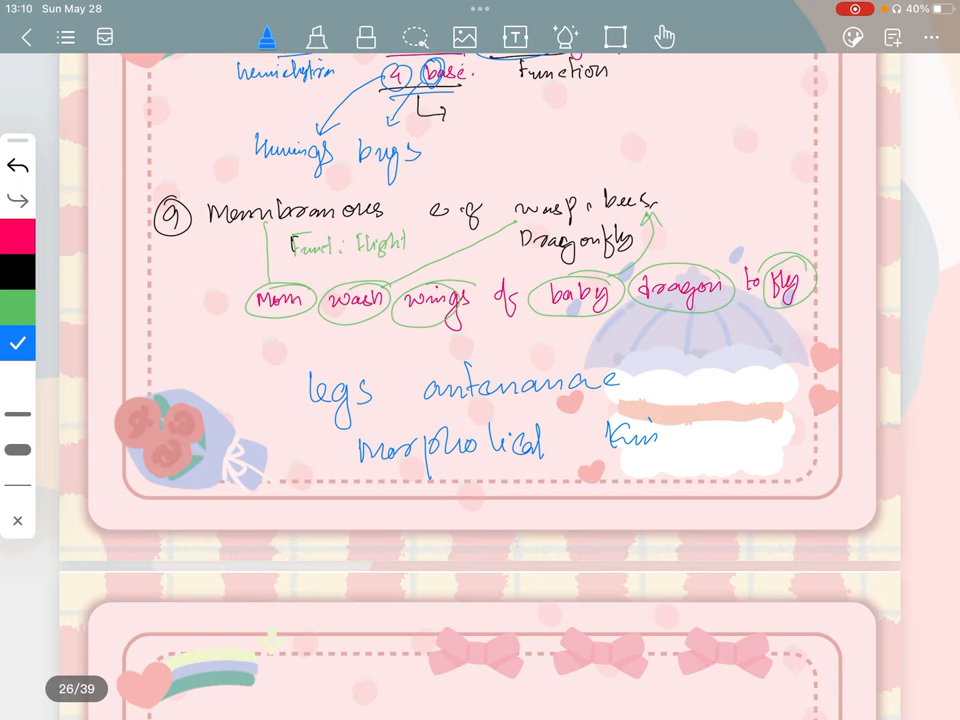 13:10 Sun May 28 40%
hemielytra 4 base. Function
bugs
9 Membranous e.g wasp, bees,
Funct: flight Dragonfly
Mom wash wings of baby dragon to fly
legs antenanae
morpholical
26/39